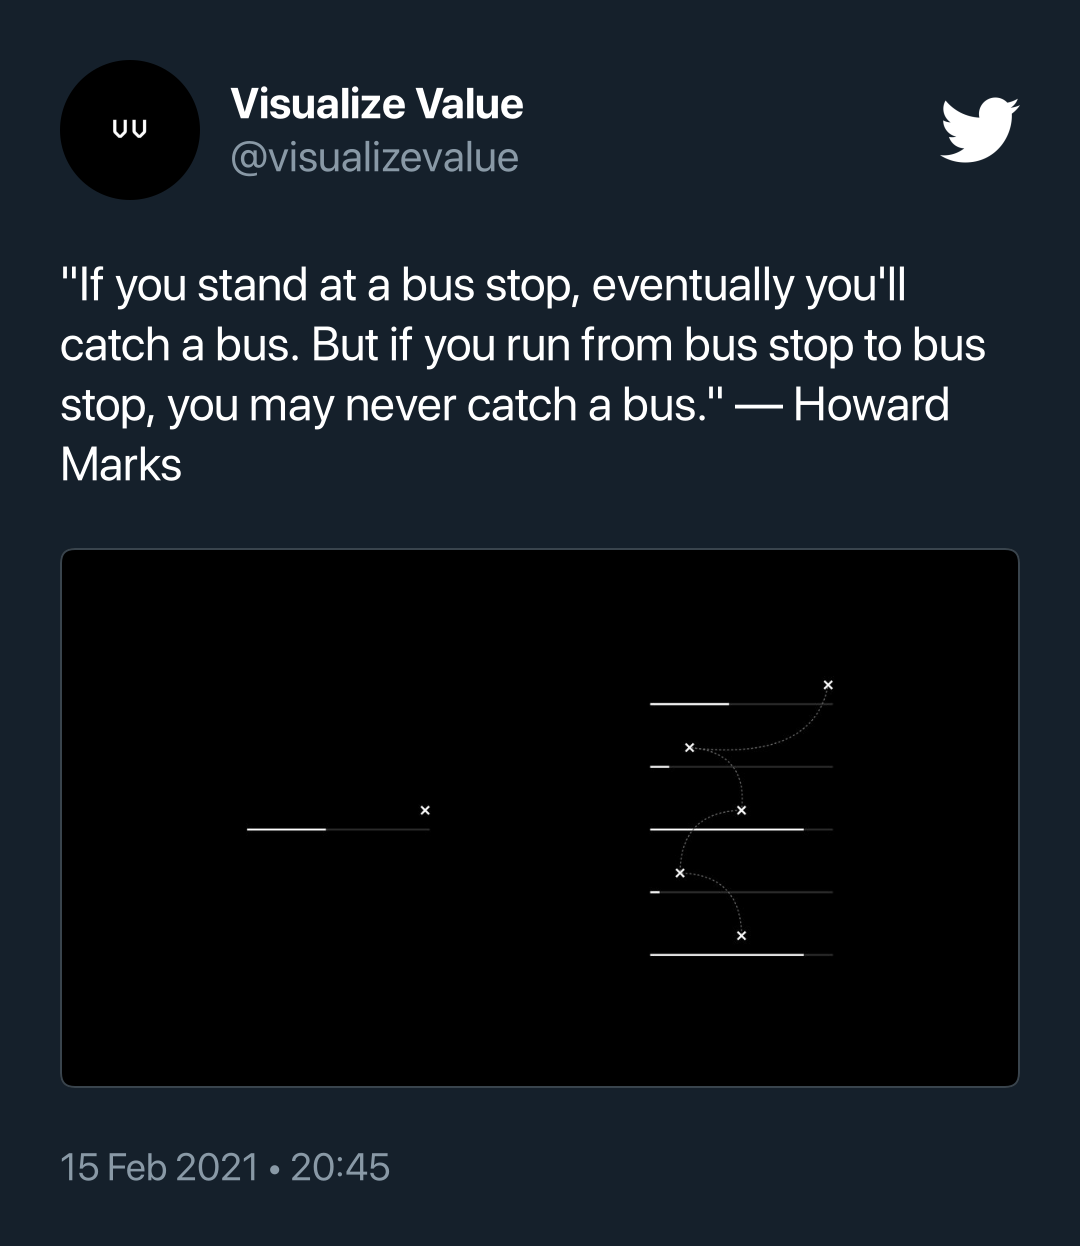 VV
Visualize Value
@visualizevalue
"If you stand at a bus stop, eventually you'll
catch a bus. But if you run from bus stop to bus
stop, you may never catch a bus." — Howard
Marks
15 Feb 2021 • 20:45